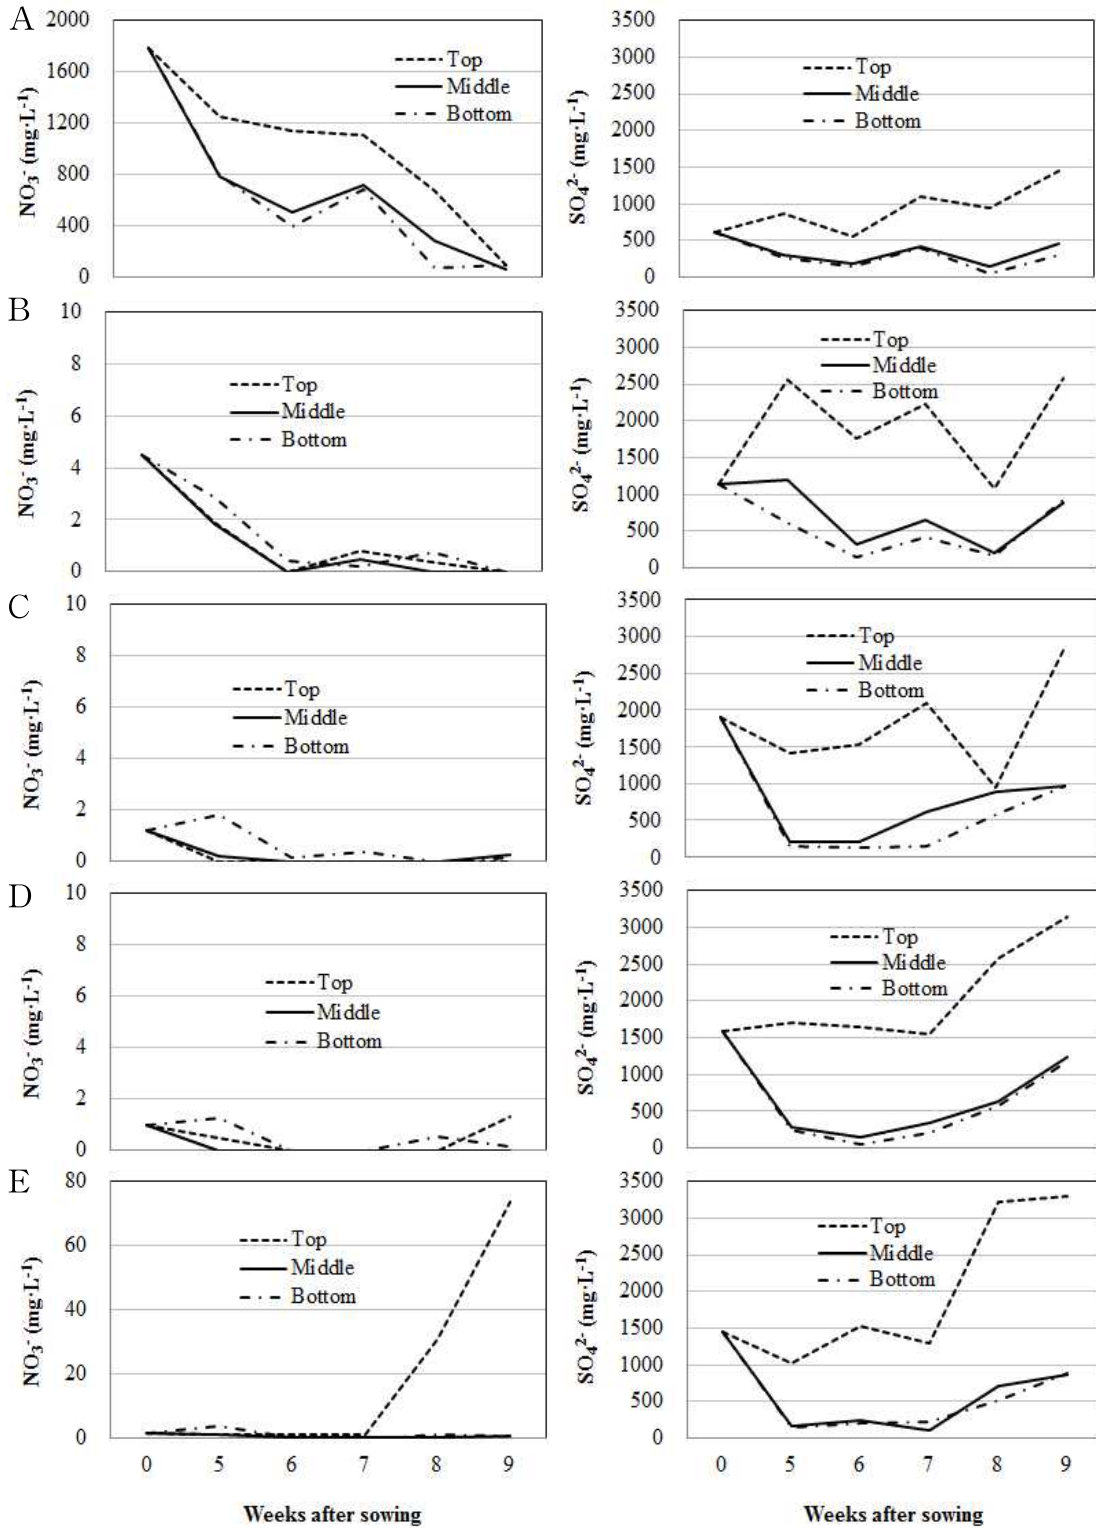 A
2000
1600
1200
800
400
0
NO₃⁻ (mg·L⁻¹)
Top
Middle
Bottom
3500
3000
2500
2000
1500
1000
500
0
SO₄²⁻ (mg·L⁻¹)
Top
Middle
Bottom
B
10
8
6
4
2
0
NO₃⁻ (mg·L⁻¹)
Top
Middle
Bottom
3500
3000
2500
2000
1500
1000
500
0
SO₄²⁻ (mg·L⁻¹)
Top
Middle
Bottom
C
10
8
6
4
2
0
NO₃⁻ (mg·L⁻¹)
Top
Middle
Bottom
3500
3000
2500
2000
1500
1000
500
0
SO₄²⁻ (mg·L⁻¹)
Top
Middle
Bottom
D
10
8
6
4
2
0
NO₃⁻ (mg·L⁻¹)
Top
Middle
Bottom
3500
3000
2500
2000
1500
1000
500
0
SO₄²⁻ (mg·L⁻¹)
Top
Middle
Bottom
E
80
60
40
20
0
NO₃⁻ (mg·L⁻¹)
Top
Middle
Bottom
0 5 6 7 8 9
Weeks after sowing
3500
3000
2500
2000
1500
1000
500
0
SO₄²⁻ (mg·L⁻¹)
Top
Middle
Bottom
0 5 6 7 8 9
Weeks after sowing